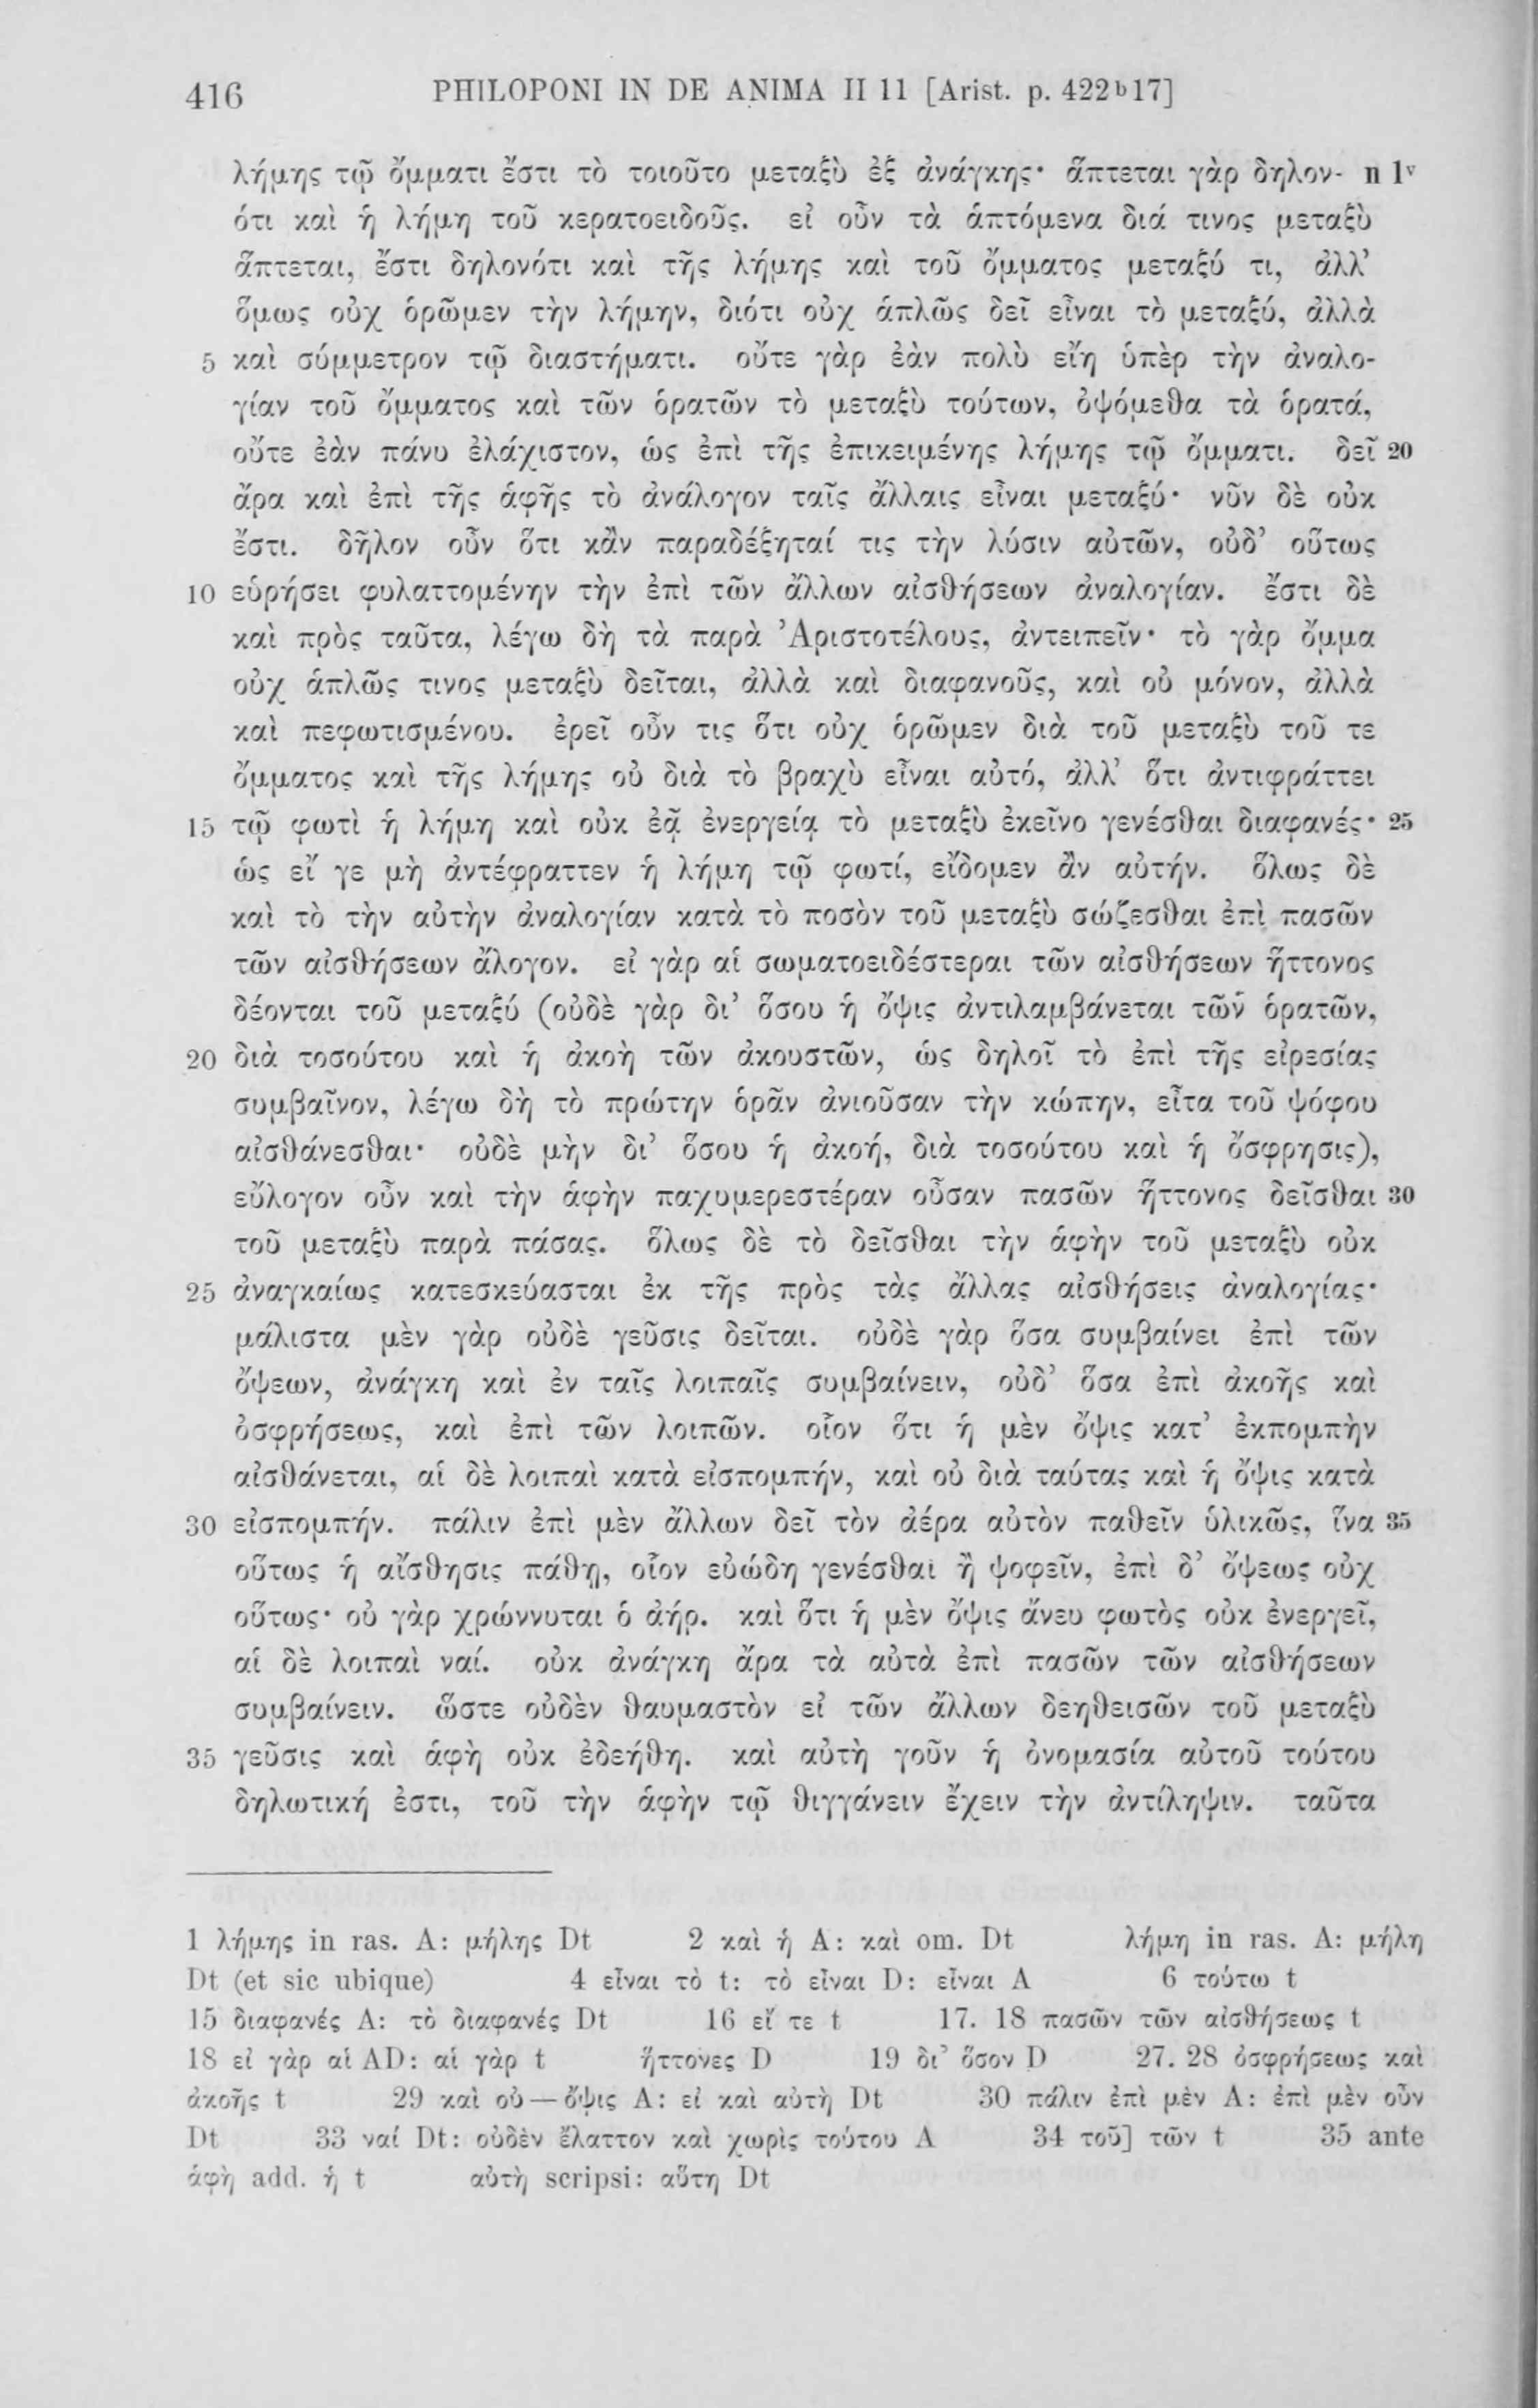 416 PHILOPONI IN DE ANIMA II 11 [Arist. p. 422b17]
λήμης τῷ ὄμματι ἔστι τὸ τοιοῦτο μεταξὺ ἐξ ἀνάγκης· ἅπτεται γὰρ δηλον- n 1v
ότι καὶ ἡ λήμη τοῦ κερατοειδοῦς. εἰ οὖν τὰ ἁπτόμενα διά τινος μεταξὺ
ἅπτεται, ἔστι δηλονότι καὶ τῆς λήμης καὶ τοῦ ὄμματος μεταξύ τι, ἀλλ’
ὅμως οὐχ ὁρῶμεν τὴν λήμην, διότι οὐχ ἁπλῶς δεῖ εἶναι τὸ μεταξύ, ἀλλὰ
5 καὶ σύμμετρον τῷ διαστήματι. οὔτε γὰρ ἐὰν πολὺ εἴη ὑπὲρ τὴν ἀναλο-
γίαν τοῦ ὄμματος καὶ τῶν ὁρατῶν τὸ μεταξὺ τούτων, ὀψόμεθα τὰ ὁρατά,
οὔτε ἐὰν πάνυ ἐλάχιστον, ὡς ἐπὶ τῆς ἐπικειμένης λήμης τῷ ὄμματι. δεῖ 20
ἄρα καὶ ἐπὶ τῆς ἁφῆς τὸ ἀνάλογον ταῖς ἄλλαις εἶναι μεταξύ· νῦν δὲ οὐκ
ἔστι. δῆλον οὖν ὅτι κἂν παραδέξηταί τις τὴν λύσιν αὐτῶν, οὐδ’ οὕτως
10 εὑρήσει φυλαττομένην τὴν ἐπὶ τῶν ἄλλων αἰσθήσεων ἀναλογίαν. ἔστι δὲ
καὶ πρὸς ταῦτα, λέγω δὴ τὰ παρὰ Ἀριστοτέλους, ἀντειπεῖν· τὸ γὰρ ὄμμα
οὐχ ἁπλῶς τινος μεταξὺ δεῖται, ἀλλὰ καὶ διαφανοῦς, καὶ οὐ μόνον, ἀλλὰ
καὶ πεφωτισμένου. ἐρεῖ οὖν τις ὅτι οὐχ ὁρῶμεν διὰ τοῦ μεταξὺ τοῦ τε
ὄμματος καὶ τῆς λήμης οὐ διὰ τὸ βραχὺ εἶναι αὐτό, ἀλλ’ ὅτι ἀντιφράττει
15 τῷ φωτὶ ἡ λήμη καὶ οὐκ ἐᾷ ἐνεργείᾳ τὸ μεταξὺ ἐκεῖνο γενέσθαι διαφανές· 25
ὡς εἴ γε μὴ ἀντέφραττεν ἡ λήμη τῷ φωτί, εἴδομεν ἂν αὐτήν. ὅλως δὲ
καὶ τὸ τὴν αὐτὴν ἀναλογίαν κατὰ τὸ ποσὸν τοῦ μεταξὺ σώζεσθαι ἐπὶ πασῶν
τῶν αἰσθήσεων ἄλογον. εἰ γὰρ αἱ σωματοειδέστεραι τῶν αἰσθήσεων ἥττονος
δέονται τοῦ μεταξύ (οὐδὲ γὰρ δι’ ὅσου ἡ ὄψις ἀντιλαμβάνεται τῶν ὁρατῶν,
20 διὰ τοσούτου καὶ ἡ ἀκοὴ τῶν ἀκουστῶν, ὡς δηλοῖ τὸ ἐπὶ τῆς εἰρεσίας
συμβαῖνον, λέγω δὴ τὸ πρώτην ὁρᾶν ἀνιοῦσαν τὴν κώπην, εἶτα τοῦ ψόφου
αἰσθάνεσθαι· οὐδὲ μὴν δι’ ὅσου ἡ ἀκοή, διὰ τοσούτου καὶ ἡ ὄσφρησις),
εὔλογον οὖν καὶ τὴν ἁφὴν παχυμερεστέραν οὖσαν πασῶν ἥττονος δεῖσθαι 30
τοῦ μεταξὺ παρὰ πάσας. ὅλως δὲ τὸ δεῖσθαι τὴν ἁφὴν τοῦ μεταξὺ οὐκ
25 ἀναγκαίως κατεσκεύασται ἐκ τῆς πρὸς τὰς ἄλλας αἰσθήσεις ἀναλογίας·
μάλιστα μὲν γὰρ οὐδὲ γεῦσις δεῖται. οὐδὲ γὰρ ὅσα συμβαίνει ἐπὶ τῶν
ὄψεων, ἀνάγκη καὶ ἐν ταῖς λοιπαῖς συμβαίνειν, οὐδ’ ὅσα ἐπὶ ἀκοῆς καὶ
ὀσφρήσεως, καὶ ἐπὶ τῶν λοιπῶν. οἷον ὅτι ἡ μὲν ὄψις κατ’ ἐκπομπὴν
αἰσθάνεται, αἱ δὲ λοιπαὶ κατὰ εἰσπομπήν, καὶ οὐ διὰ ταύτας καὶ ἡ ὄψις κατὰ
30 εἰσπομπήν. πάλιν ἐπὶ μὲν ἄλλων δεῖ τὸν ἀέρα αὐτὸν παθεῖν ὑλικῶς, ἵνα 35
οὕτως ἡ αἴσθησις πάθῃ, οἷον εὐώδη γενέσθαι ἢ ψοφεῖν, ἐπὶ δ’ ὄψεως οὐχ
οὕτως· οὐ γὰρ χρώννυται ὁ ἀήρ. καὶ ὅτι ἡ μὲν ὄψις ἄνευ φωτὸς οὐκ ἐνεργεῖ,
αἱ δὲ λοιπαὶ ναί. οὐκ ἀνάγκη ἄρα τὰ αὐτὰ ἐπὶ πασῶν τῶν αἰσθήσεων
συμβαίνειν. ὥστε οὐδὲν θαυμαστὸν εἰ τῶν ἄλλων δεηθεισῶν τοῦ μεταξὺ
35 γεῦσις καὶ ἁφὴ οὐκ ἐδεήθη. καὶ αὐτὴ γοῦν ἡ ὀνομασία αὐτοῦ τούτου
δηλωτική ἐστι, τοῦ τὴν ἁφὴν τῷ θιγγάνειν ἔχειν τὴν ἀντίληψιν. ταῦτα
1 λήμης in ras. A: μήλης Dt 2 καὶ ἡ A: καὶ om. Dt λήμη in ras. A: μήλη
Dt (et sic ubique) 4 εἶναι τὸ t: τὸ εἶναι D: εἶναι A 6 τούτω t
15 διαφανές A: τὸ διαφανές Dt 16 εἴ τε t 17. 18 πασῶν τῶν αἰσθήσεως t
18 εἰ γὰρ αἱ AD: αἱ γὰρ t ἥττονες D 19 δι’ ὅσον D 27. 28 ὀσφρήσεως καὶ
ἀκοῆς t 29 καὶ οὐ — ὄψις A: εἰ καὶ αὐτὴ Dt 30 πάλιν ἐπὶ μὲν A: ἐπὶ μὲν οὖν
Dt 33 ναί Dt: οὐδὲν ἔλαττον καὶ χωρὶς τούτου A 34 τοῦ] τῶν t 35 ante
ἁφὴ add. ἡ t αὐτὴ scripsi: αὕτη Dt